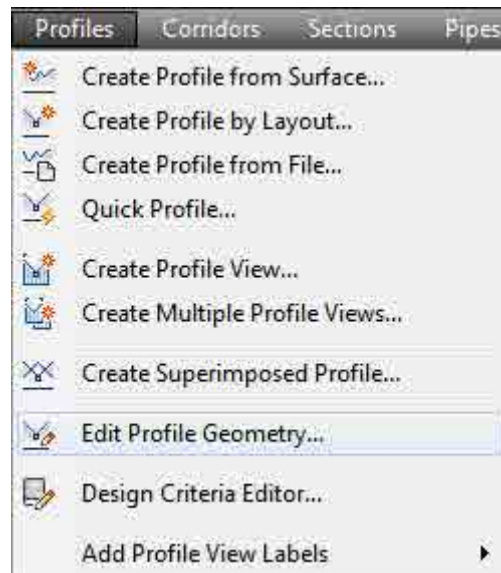 Profiles Corridors Sections Pipes
Create Profile from Surface...
Create Profile by Layout...
Create Profile from File...
Quick Profile...
Create Profile View...
Create Multiple Profile Views...
Create Superimposed Profile...
Edit Profile Geometry...
Design Criteria Editor...
Add Profile View Labels